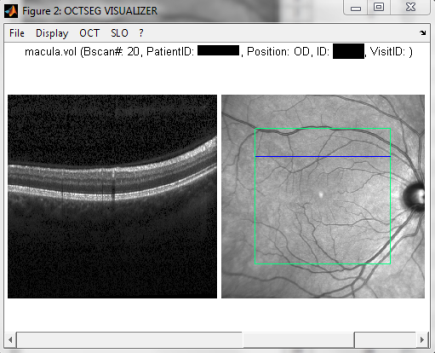 Figure 2: OCTSEG VISUALIZER
File Display OCT SLO ?
macula.vol (Bscan#: 20, PatientID: , Position: OD, ID: , VisitID: )